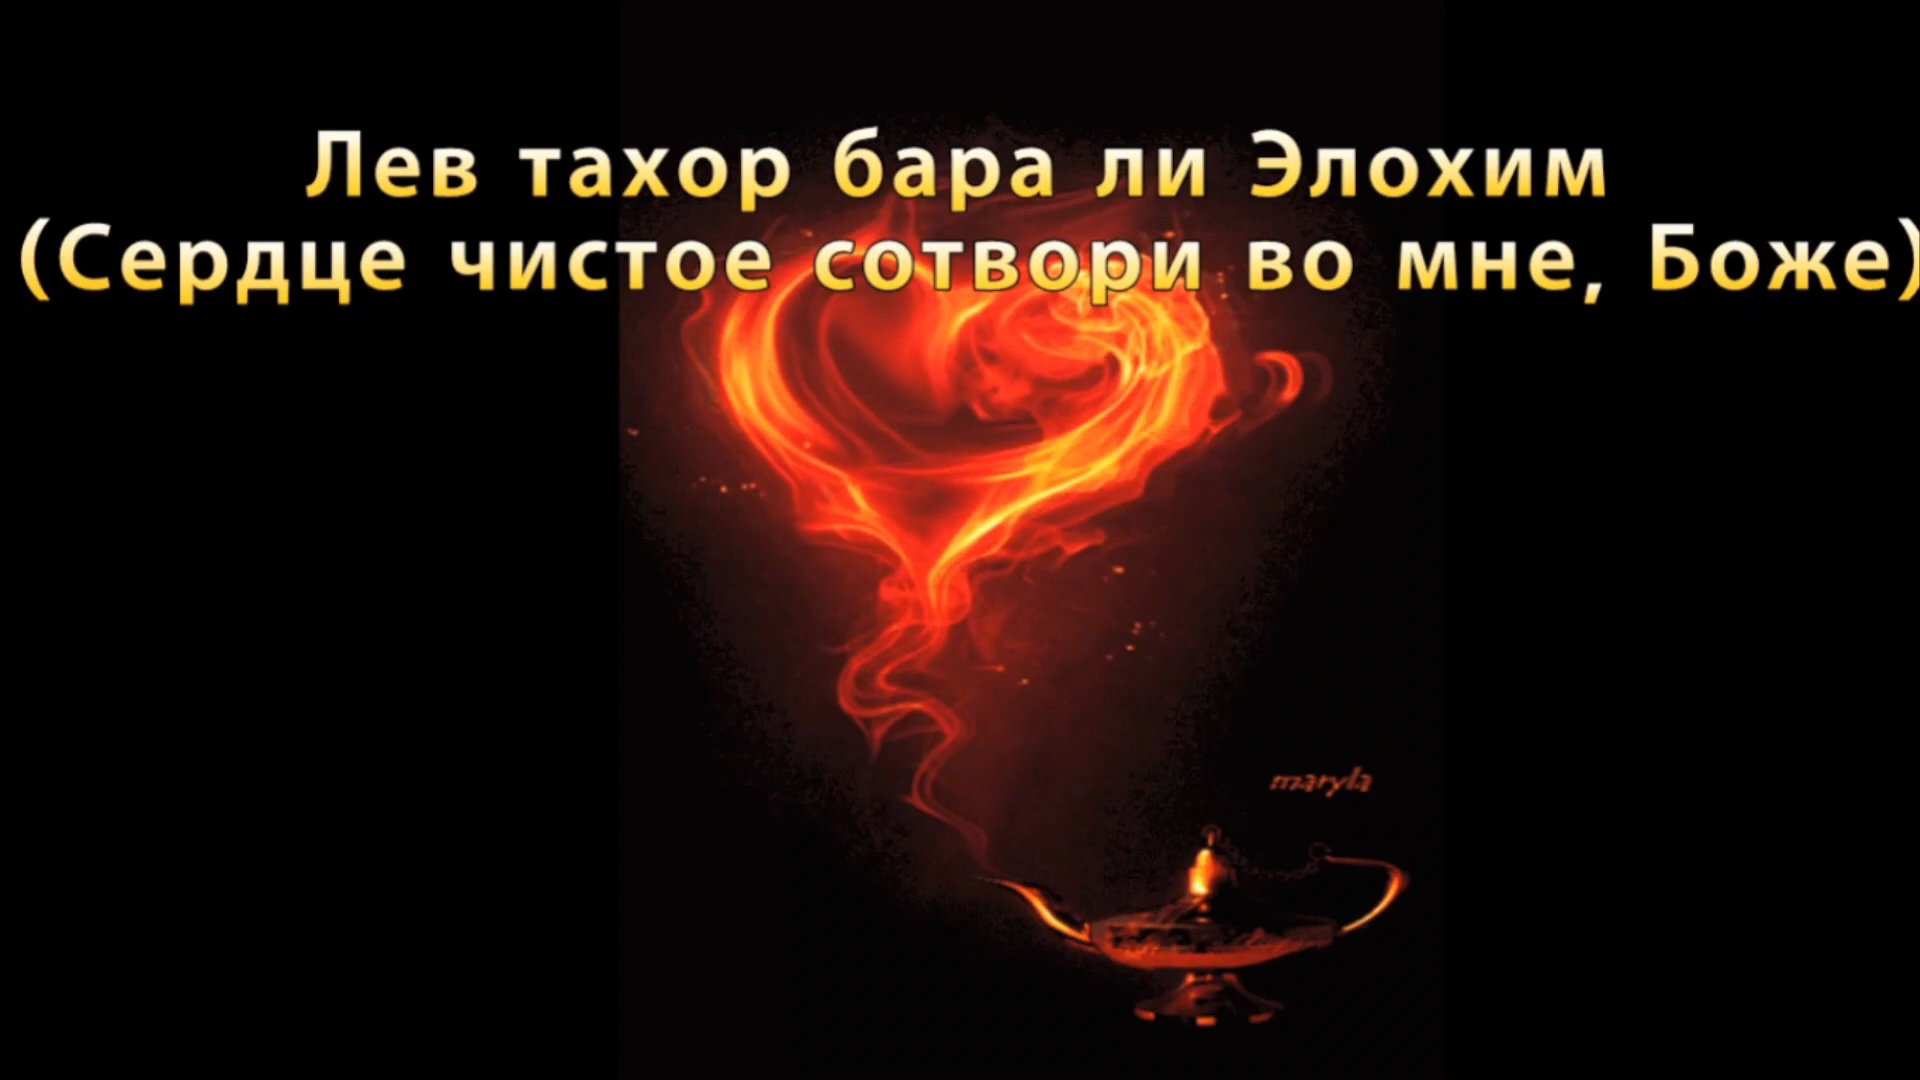 Лев тахор бара ли Элохим
(Сердце чистое сотвори во мне, Боже)
maryla